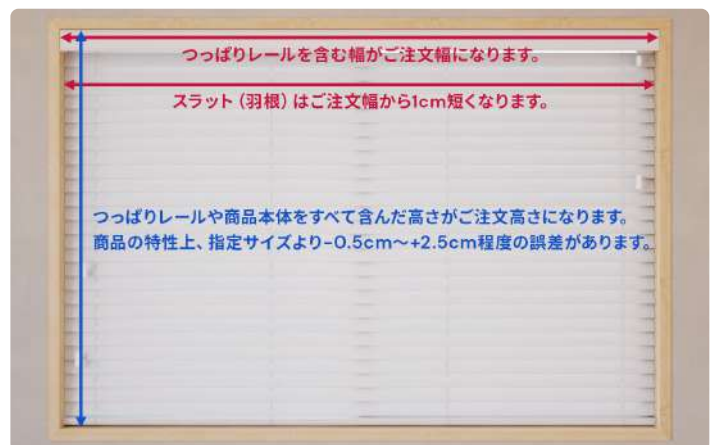 つっぱりレールを含む幅がご注文幅になります。
スラット（羽根）はご注文幅から1cm短くなります。
つっぱりレールや商品本体をすべて含んだ高さがご注文高さになります。
商品の特性上、指定サイズより-0.5cm〜+2.5cm程度の誤差があります。